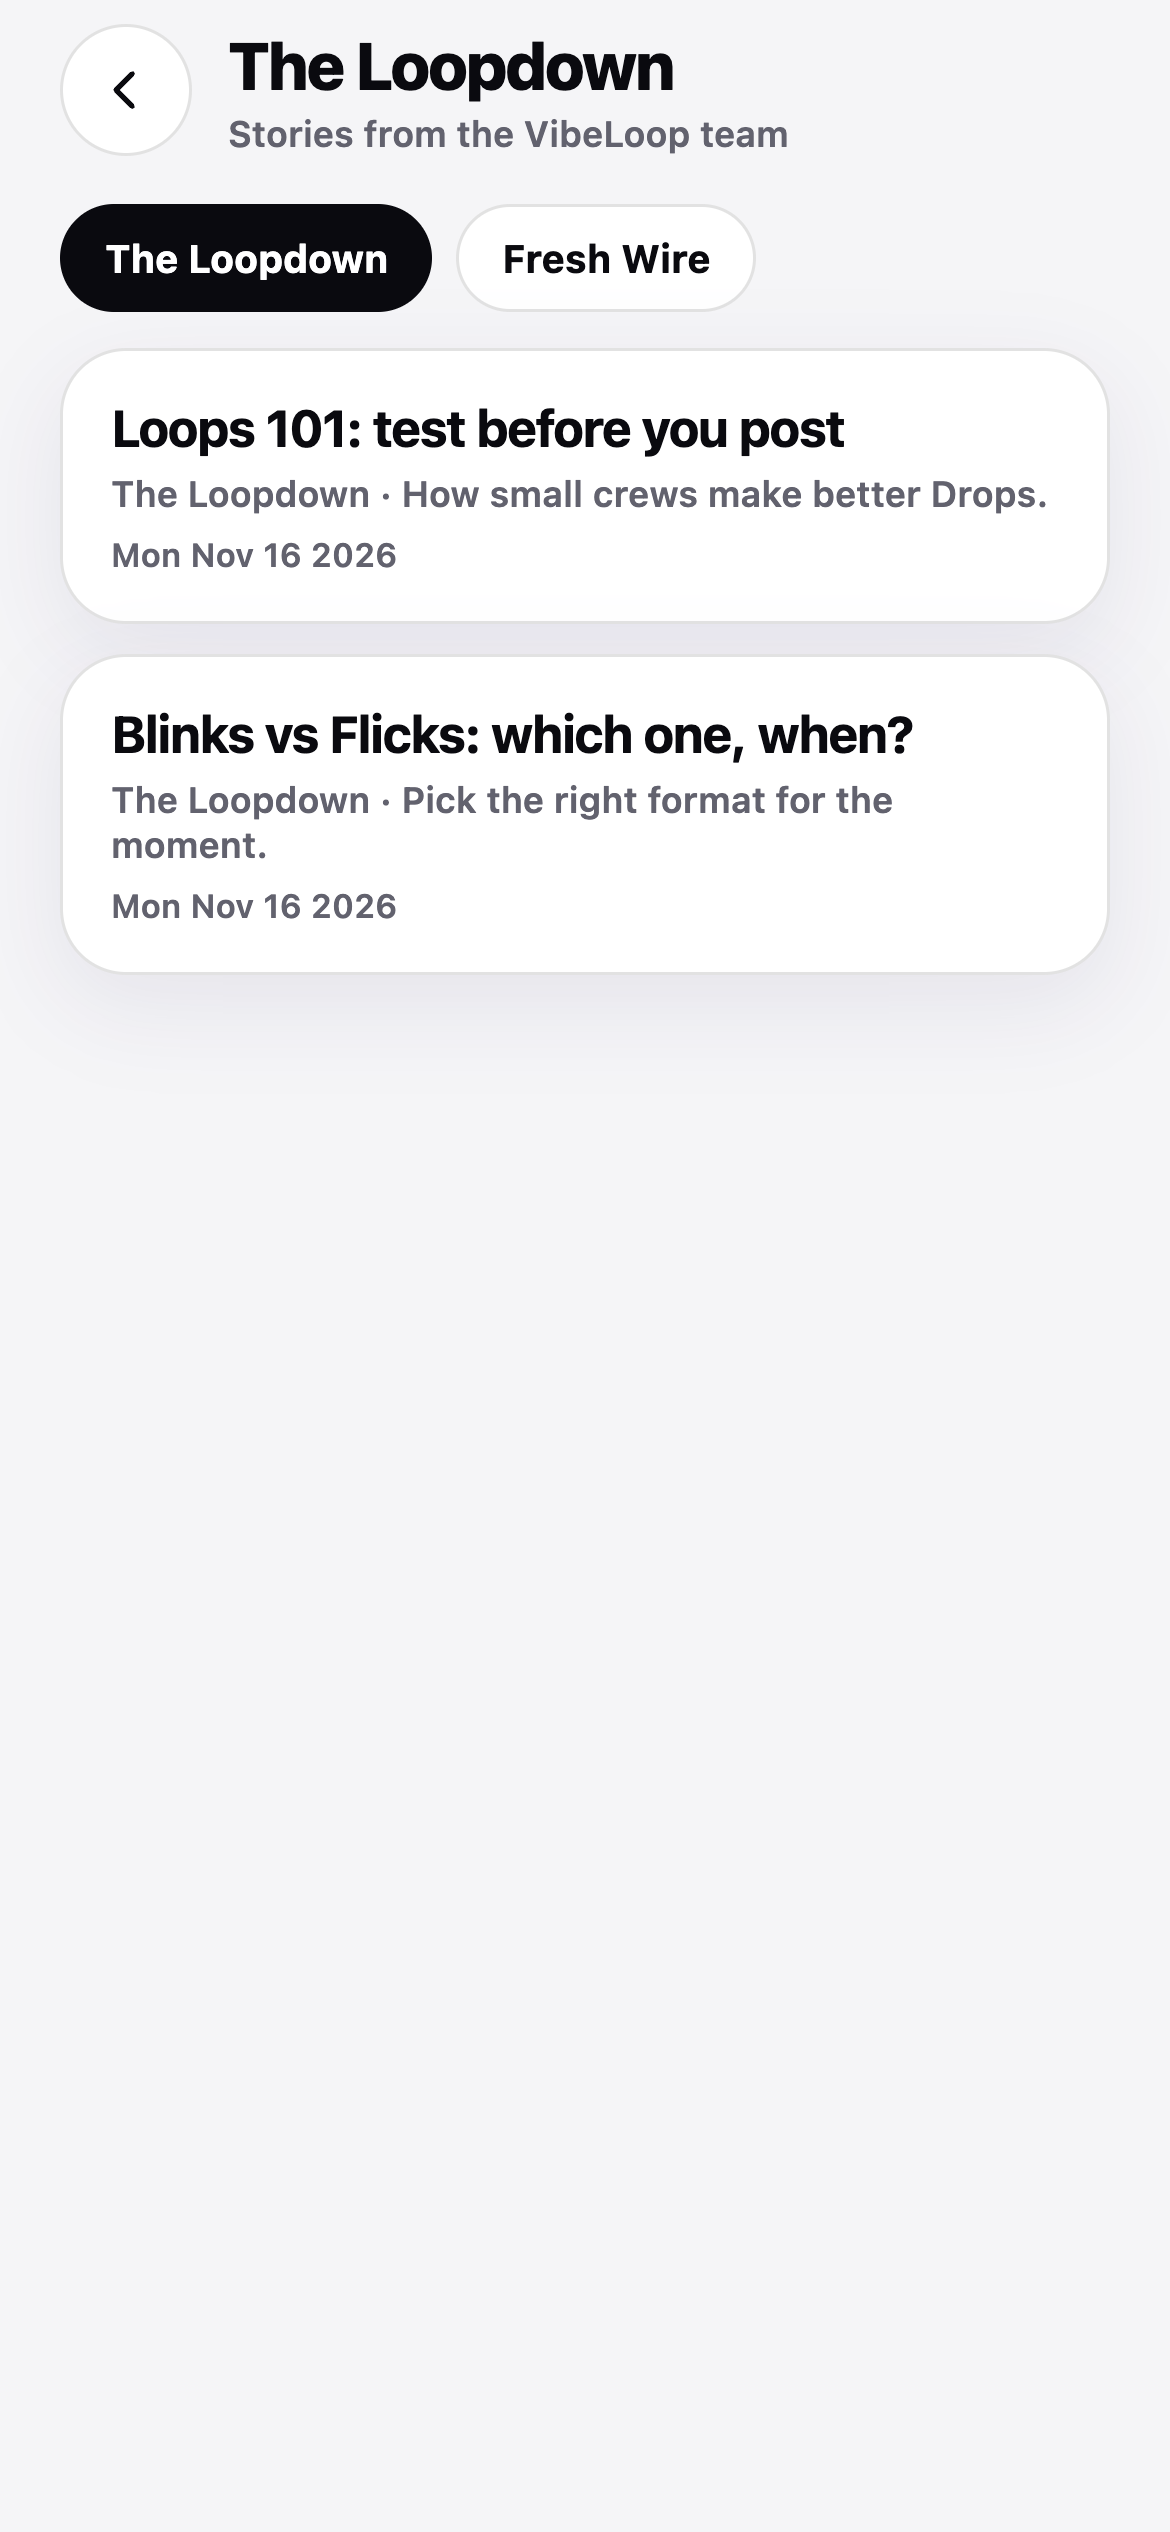 The Loopdown
Stories from the VibeLoop team
The Loopdown
Fresh Wire
Loops 101: test before you post
The Loopdown · How small crews make better Drops.
Mon Nov 16 2026
Blinks vs Flicks: which one, when?
The Loopdown · Pick the right format for the
moment.
Mon Nov 16 2026